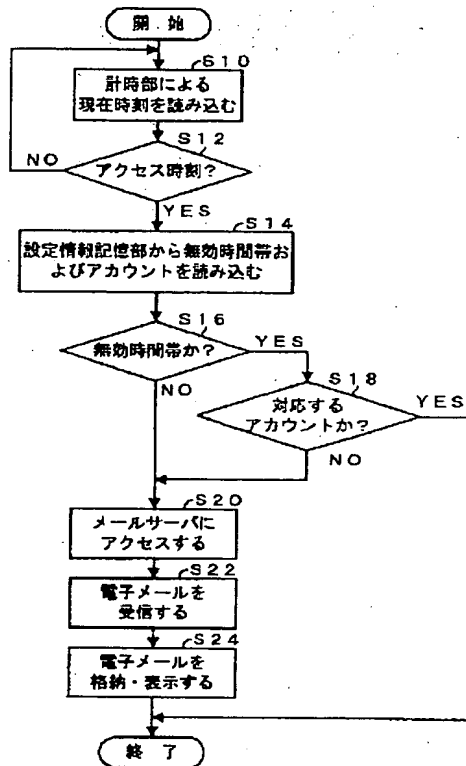 開 始
S10
計時部による
現在時刻を読み込む
S12
アクセス時刻？
NO
YES
S14
設定情報記憶部から無効時間帯お
よびアカウントを読み込む
S16
無効時間帯か？
YES
NO
S18
対応する
アカウントか？
YES
NO
S20
メールサーバに
アクセスする
S22
電子メールを
受信する
S24
電子メールを
格納・表示する
終 了